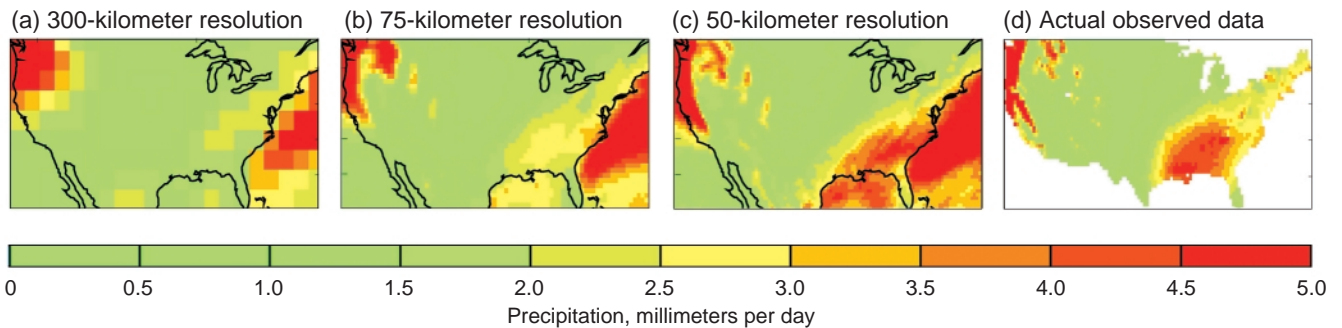 (a) 300-kilometer resolution
(b) 75-kilometer resolution
(c) 50-kilometer resolution
(d) Actual observed data
0 0.5 1.0 1.5 2.0 2.5 3.0 3.5 4.0 4.5 5.0
Precipitation, millimeters per day